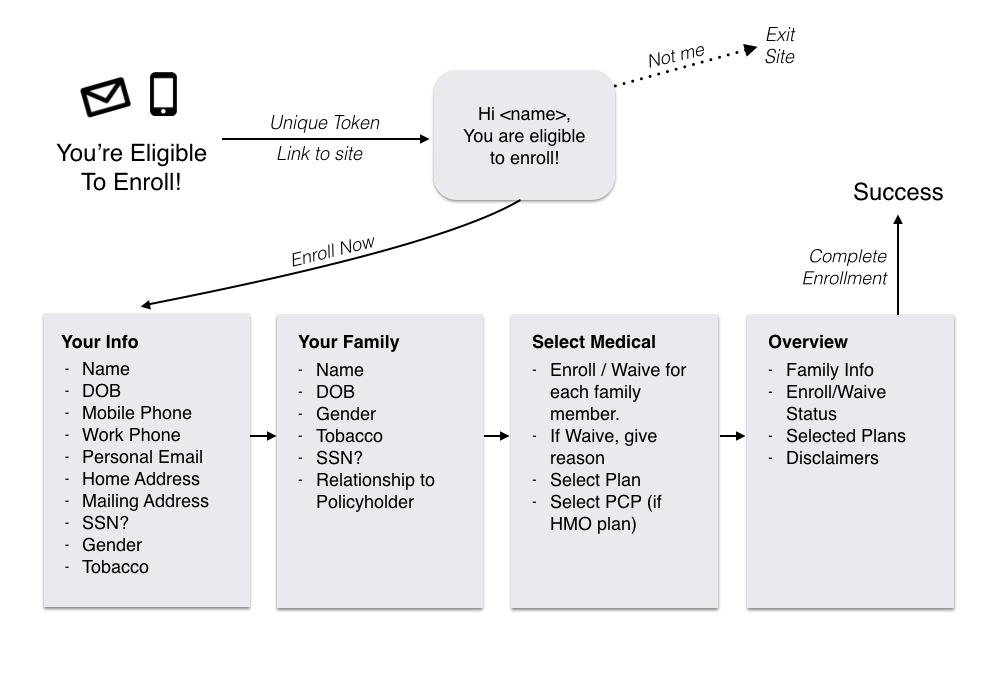 Not me
Exit
Site
You're Eligible
To Enroll!
Unique Token
Link to site
Hi <name>,
You are eligible
to enroll!
Enroll Now
Success
Complete
Enrollment
Your Info
- Name
- DOB
- Mobile Phone
- Work Phone
- Personal Email
- Home Address
- Mailing Address
- SSN?
- Gender
- Tobacco
Your Family
- Name
- DOB
- Gender
- Tobacco
- SSN?
- Relationship to
Policyholder
Select Medical
- Enroll / Waive for
each family
member.
- If Waive, give
reason
- Select Plan
- Select PCP (if
HMO plan)
Overview
- Family Info
- Enroll/Waive
Status
- Selected Plans
- Disclaimers